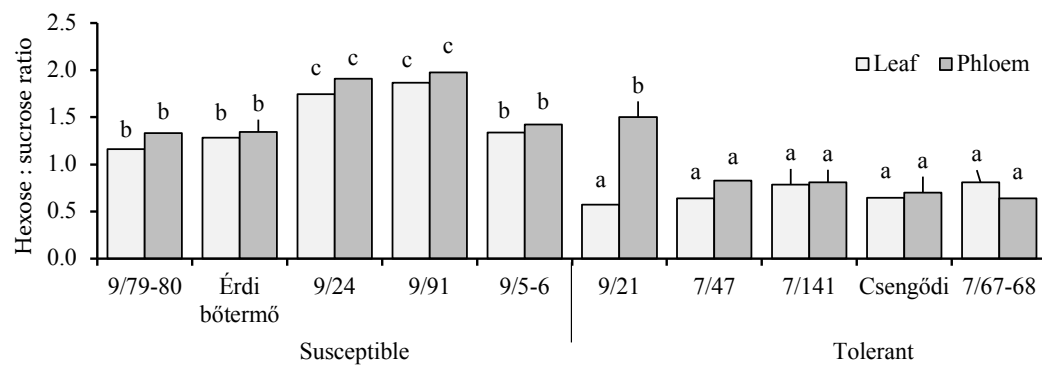 2.5
2.0
1.5
1.0
0.5
0.0
Hexose : sucrose ratio
Leaf Phloem
b b b b c c c c b b a b a a a a a a a a
9/79-80 Érdi bőtermő 9/24 9/91 9/5-6 9/21 7/47 7/141 Csengődi 7/67-68
Susceptible Tolerant